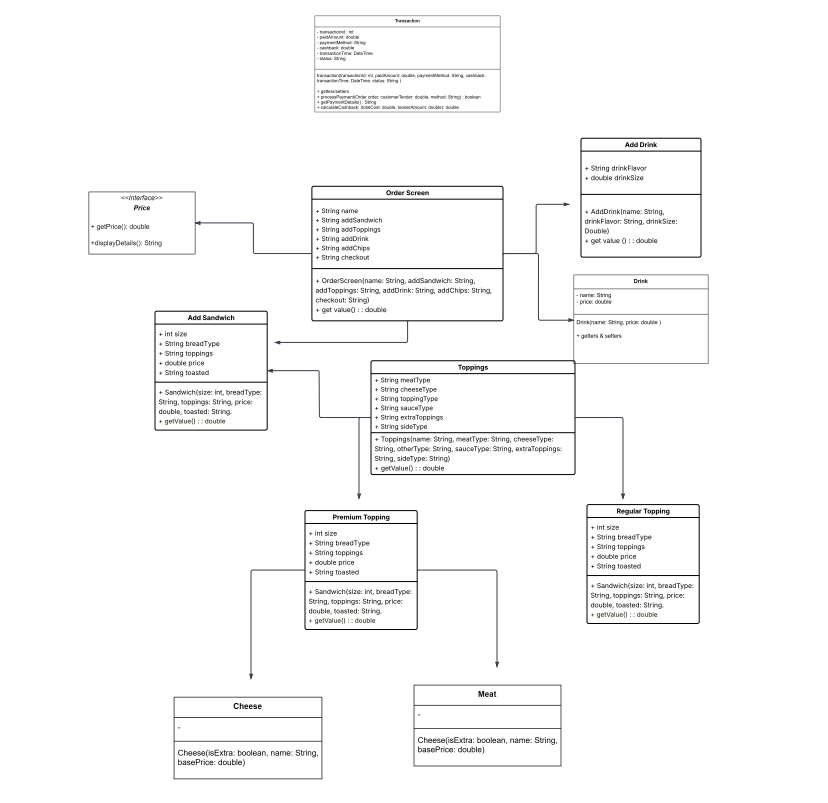 Transaction
- transactionId : int
- paidAmount: double
- paymentMethod: String
- cashback: double
- transactionTime: DateTime
- status: String
transaction(transactionId: int, paidAmount: double, paymentMethod: String, cashback:
transactionTime: DateTime, status: String )
+ getters/setters
+ processPayment(Order order, customerTender: double, method: String) : boolean
+ getPaymentDetails() : String
+ calculateCashback: (totalCost: double, tenderAmount: double): double
Add Drink
+ String drinkFlavor
+ double drinkSize
+ AddDrink(name: String,
drinkFlavor: String, drinkSize:
Double)
+ get value () : : double
<<Interface>>
Price
+ getPrice(): double
+displayDetails(): String
Order Screen
+ String name
+ String addSandwich
+ String addToppings
+ String addDrink
+ String addChips
+ String checkout
+ OrderScreen(name: String, addSandwich: String,
addToppings: String, addDrink: String, addChips: String,
checkout: String)
+ get value() : : double
Drink
- name: String
- price: double
Drink(name: String, price: double )
+ getters & setters
Add Sandwich
+ int size
+ String breadType
+ String toppings
+ double price
+ String toasted
+ Sandwich(size: int, breadType:
String, toppings: String, price:
double, toasted: String.
+ getValue() : : double
Toppings
+ String meatType
+ String cheeseType
+ String toppingType
+ String sauceType
+ String extraToppings
+ String sideType
+ Toppings(name: String, meatType: String, cheeseType:
String, otherType: String, sauceType: String, extraToppings:
String, sideType: String)
+ getValue() : : double
Premium Topping
+ int size
+ String breadType
+ String toppings
+ double price
+ String toasted
+ Sandwich(size: int, breadType:
String, toppings: String, price:
double, toasted: String.
+ getValue() : : double
Regular Topping
+ int size
+ String breadType
+ String toppings
+ double price
+ String toasted
+ Sandwich(size: int, breadType:
String, toppings: String, price:
double, toasted: String.
+ getValue() : : double
Cheese
-
Cheese(isExtra: boolean, name: String,
basePrice: double)
Meat
-
Cheese(isExtra: boolean, name: String,
basePrice: double)